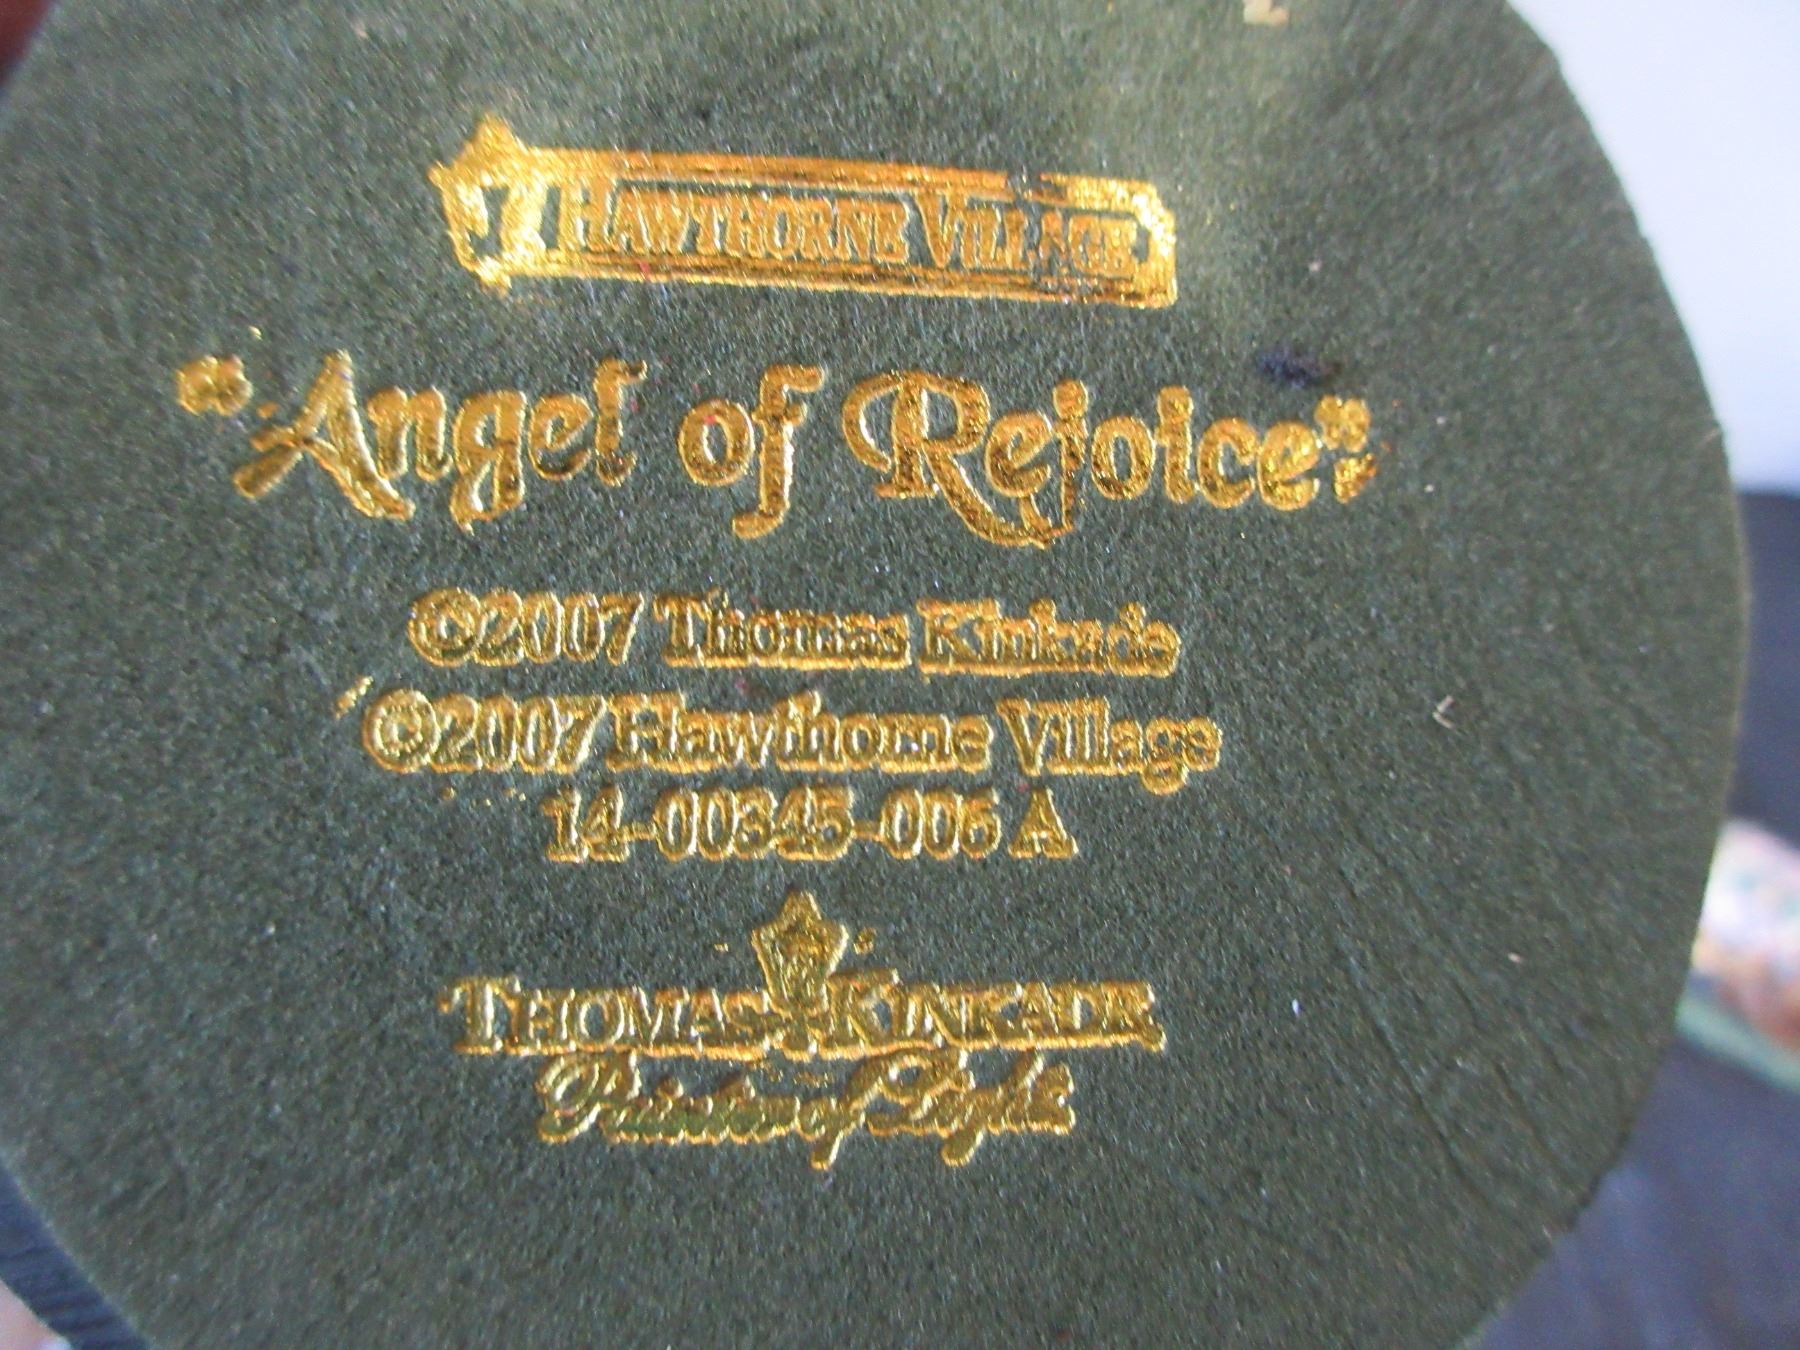 HAWTHORNE VILLAGE
"Angel of Rejoice"
©2007 Thomas Kinkade
©2007 Hawthorne Village
14-00345-006 A
THOMAS KINKADE
Painter of Light